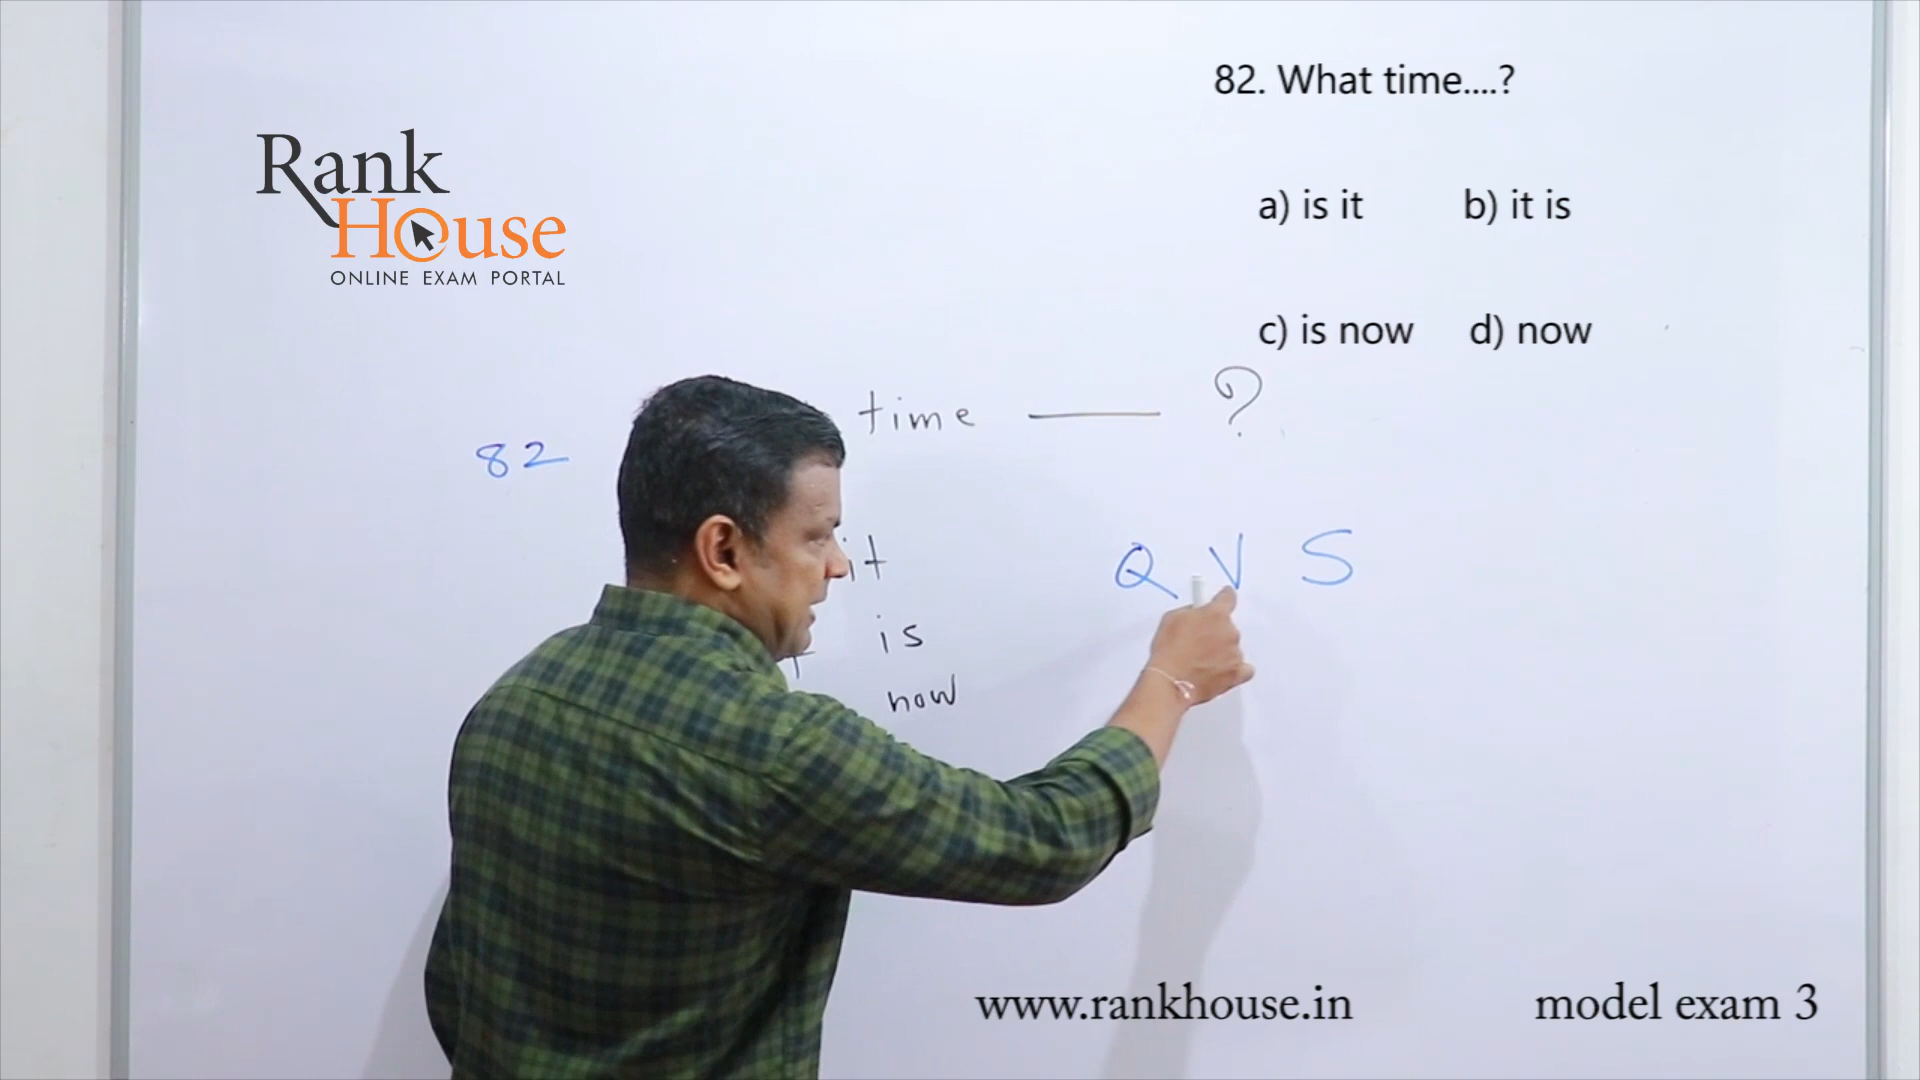 82. What time....?
a) is it b) it is
c) is now d) now
Rank
House
ONLINE EXAM PORTAL
time ?
82
it
Q V S
is
now
www.rankhouse.in model exam 3